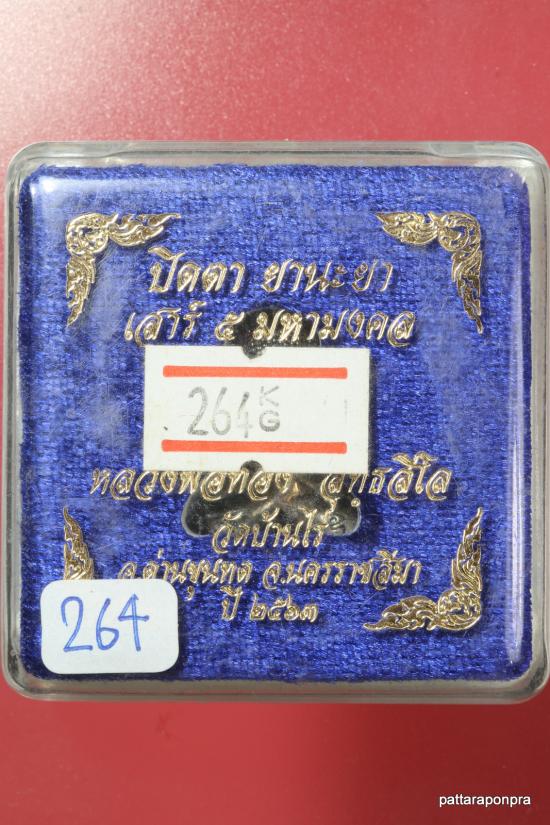 ปิดตา ยานะยา
เสาร์ ๕ มหามงคล
264 KG
หลวงพ่อทอง สุทฺธสีโล
วัดบ้านไร่
อ.ด่านขุนทด จ.นครราชสีมา
ปี ๒๕๖๓
264
pattaraponpra